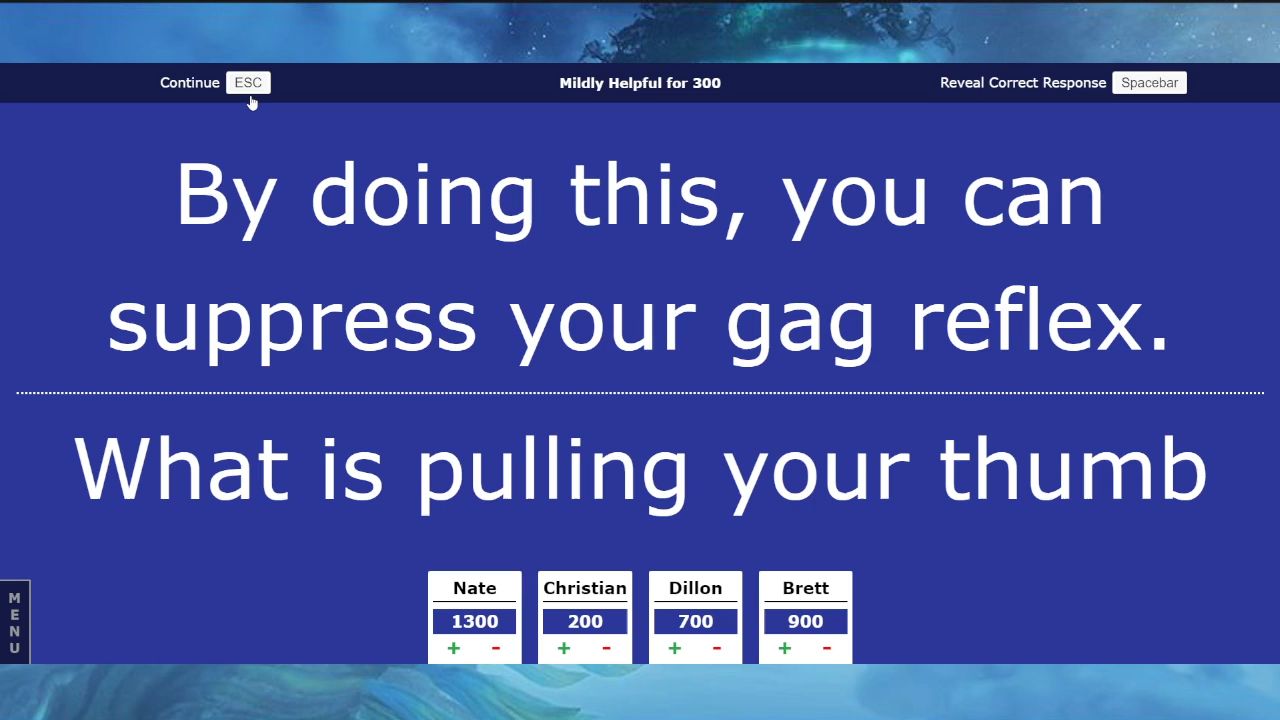 Continue ESC Mildly Helpful for 300 Reveal Correct Response Spacebar
By doing this, you can
suppress your gag reflex.
What is pulling your thumb
MENU
Nate Christian Dillon Brett
1300 200 700 900
+ - + - + - + -